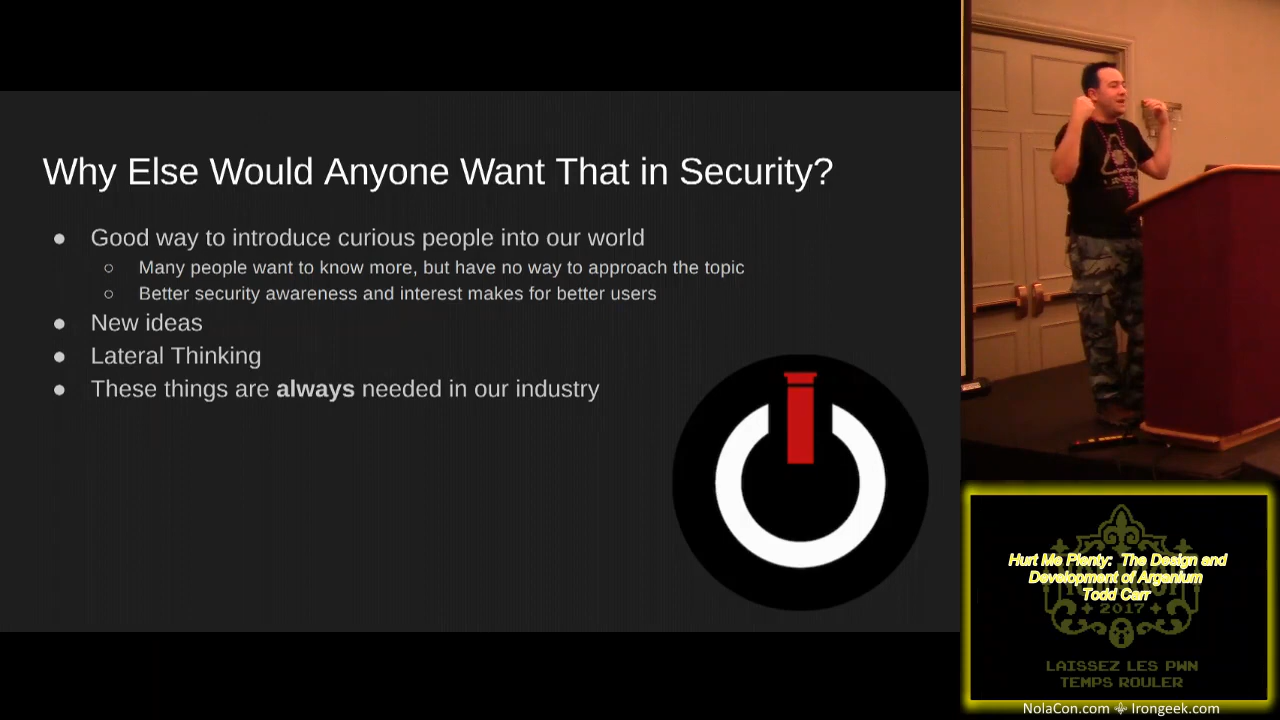 Why Else Would Anyone Want That in Security?
● Good way to introduce curious people into our world
○ Many people want to know more, but have no way to approach the topic
○ Better security awareness and interest makes for better users
● New ideas
● Lateral Thinking
● These things are always needed in our industry
Hurt Me Plenty: The Design and
Development of Arganium
Todd Carr
2017
LAISSEZ LES PWN
TEMPS ROULER
NolaCon.com ⚜ Irongeek.com